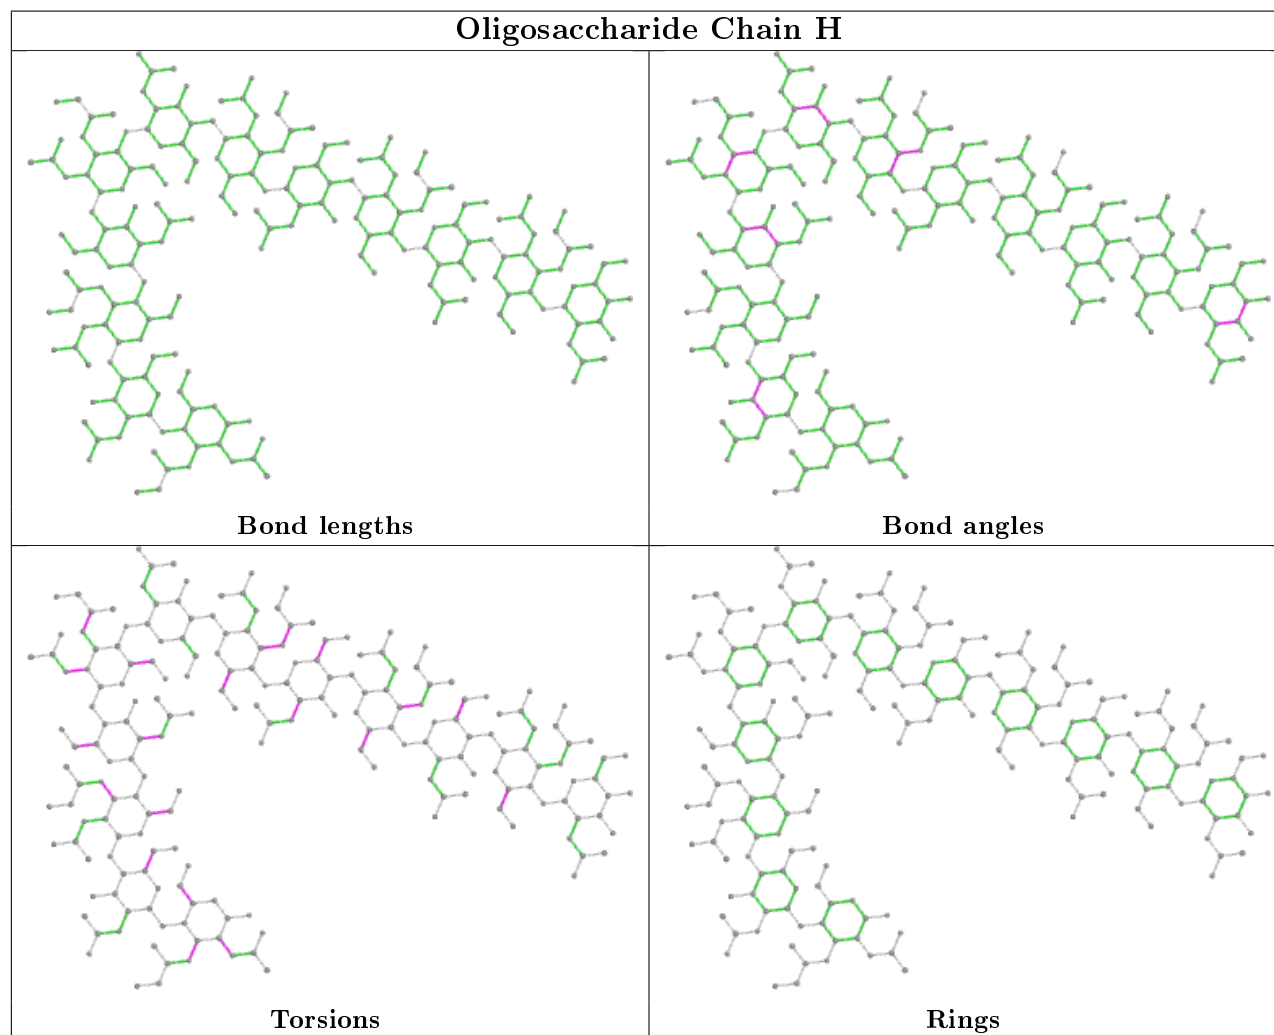 Oligosaccharide Chain H
Bond lengths
Bond angles
Torsions
Rings